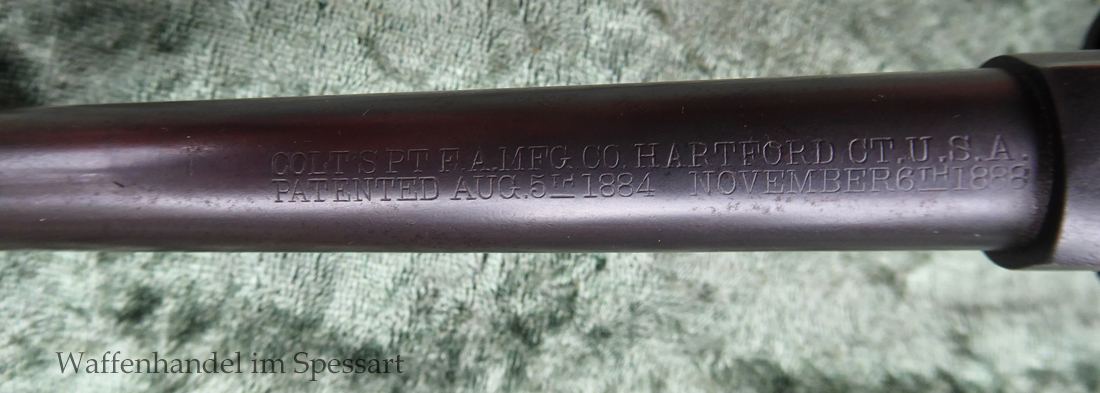 COLT'S PT. F. A. MFG. CO. HARTFORD CT. U. S. A.
PATENTED AUG. 5TH 1884 NOVEMBER 6TH 1888
Waffenhandel im Spessart